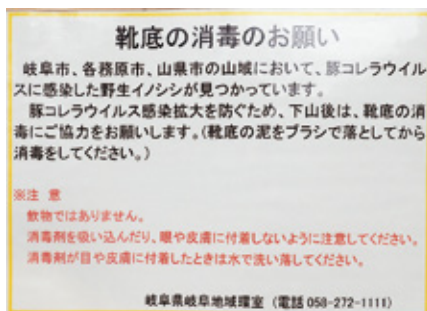 靴底の消毒のお願い
岐阜市、各務原市、山県市の山域において、豚コレラウイル
スに感染した野生イノシシが見つかっています。
豚コレラウイルス感染拡大を防ぐため、下山後は、靴底の消
毒にご協力をお願いします。(靴底の泥をブラシで落としてから
消毒をしてください。)
※注 意
飲物ではありません。
消毒剤を吸い込んだり、眼や皮膚に付着しないように注意してください。
消毒剤が目や皮膚に付着したときは水で洗い落してください。
岐阜県岐阜地域環室 (電話 058-272-1111)